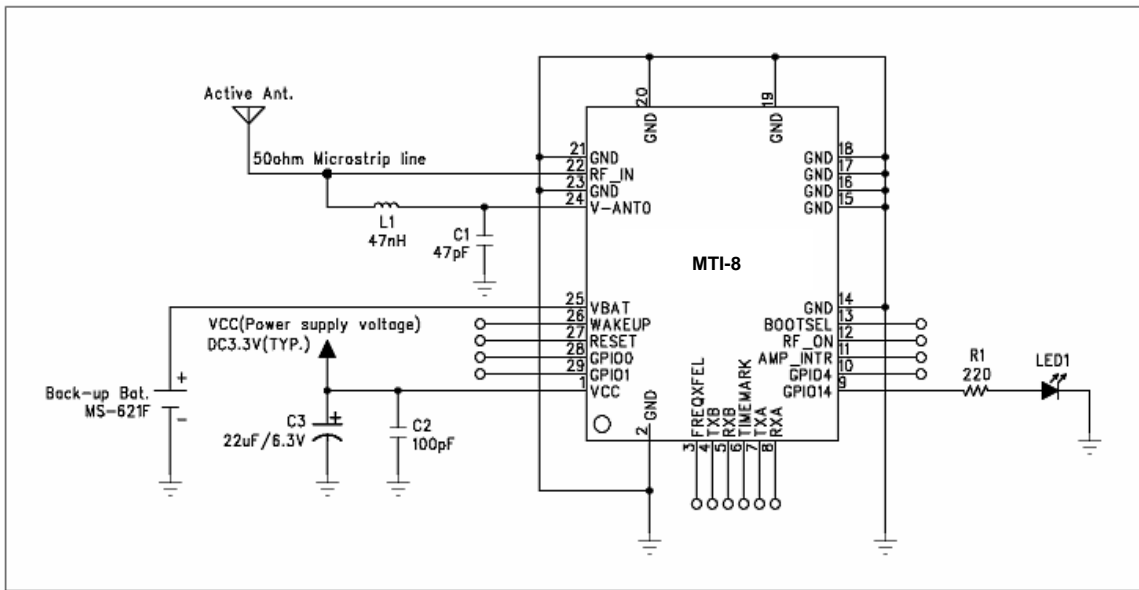 Active Ant.
50ohm Microstrip line
L1
47nH
C1
47pF
20
GND
19
GND
21
GND
22
RF_IN
23
GND
24
V-ANTO
18
GND
17
GND
16
GND
15
GND
MTI-8
25
VBAT
26
WAKEUP
27
RESET
28
GPIO0
29
GPIO1
1
VCC
14
GND
13
BOOTSEL
12
RF_ON
11
AMP_INTR
10
GPIO4
9
GPIO14
VCC(Power supply voltage)
DC3.3V(TYP.)
Back-up Bat.
MS-621F
+
-
C3
+
22uF/6.3V
C2
100pF
2
GND
3
FREQXFEL
4
TXB
5
RXB
6
TIMEMARK
7
TXA
8
RXA
R1
220
LED1